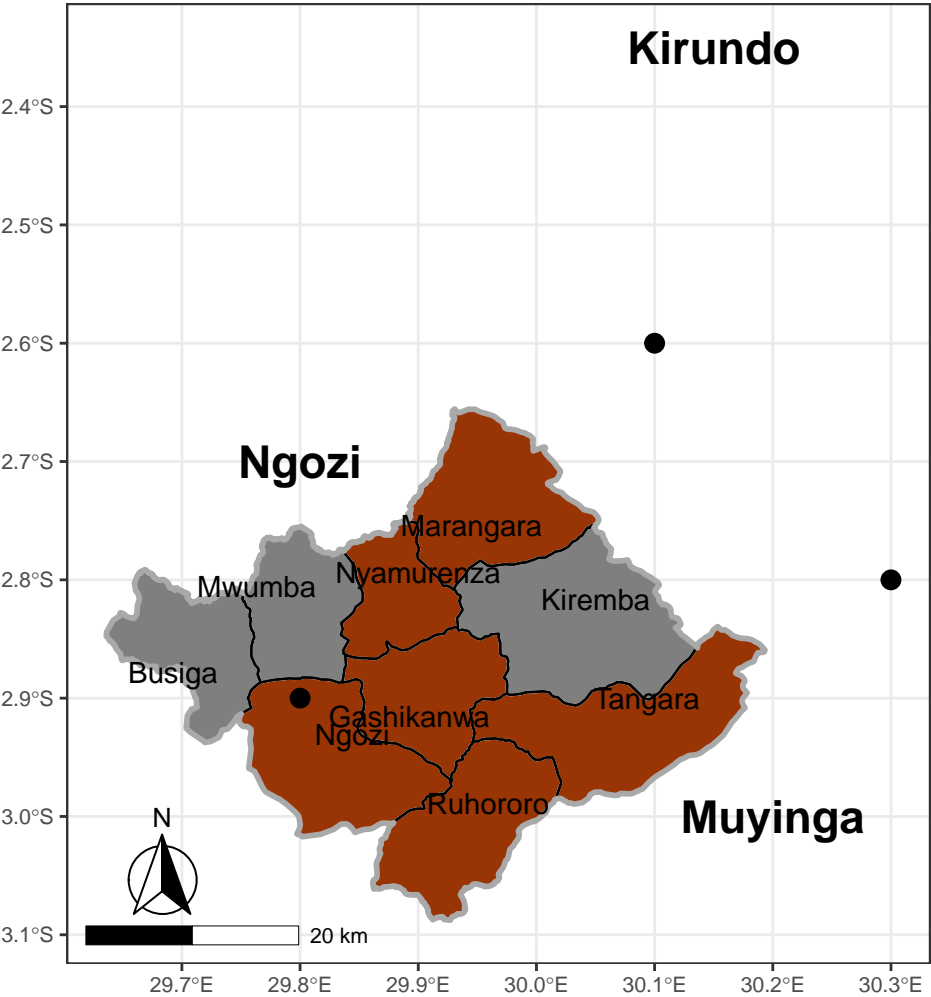 Kirundo
2.4°S
2.5°S
2.6°S
2.7°S
Ngozi
Marangara
Nyamurenza
2.8°S
Mwumba
Kiremba
Busiga
2.9°S
Tangara
Gashikanwa
Ngozi
Ruhororo
3.0°S
Muyinga
N
3.1°S
20 km
29.7°E 29.8°E 29.9°E 30.0°E 30.1°E 30.2°E 30.3°E